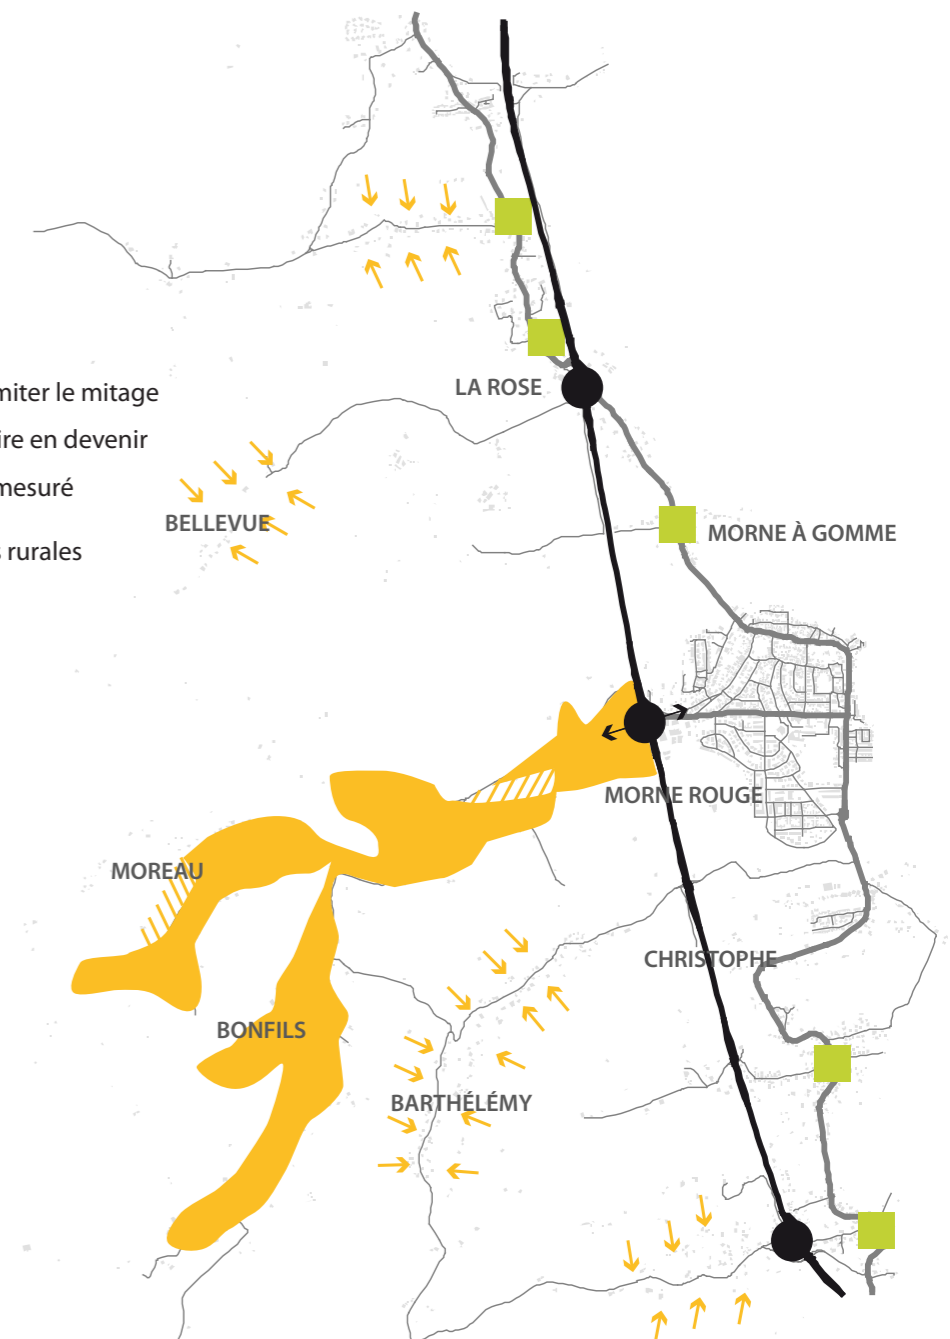 miter le mitage
ire en devenir
mesuré
s rurales
LA ROSE
BELLEVUE
MORNE À GOMME
MORNE ROUGE
MOREAU
CHRISTOPHE
BONFILS
BARTHÉLÉMY